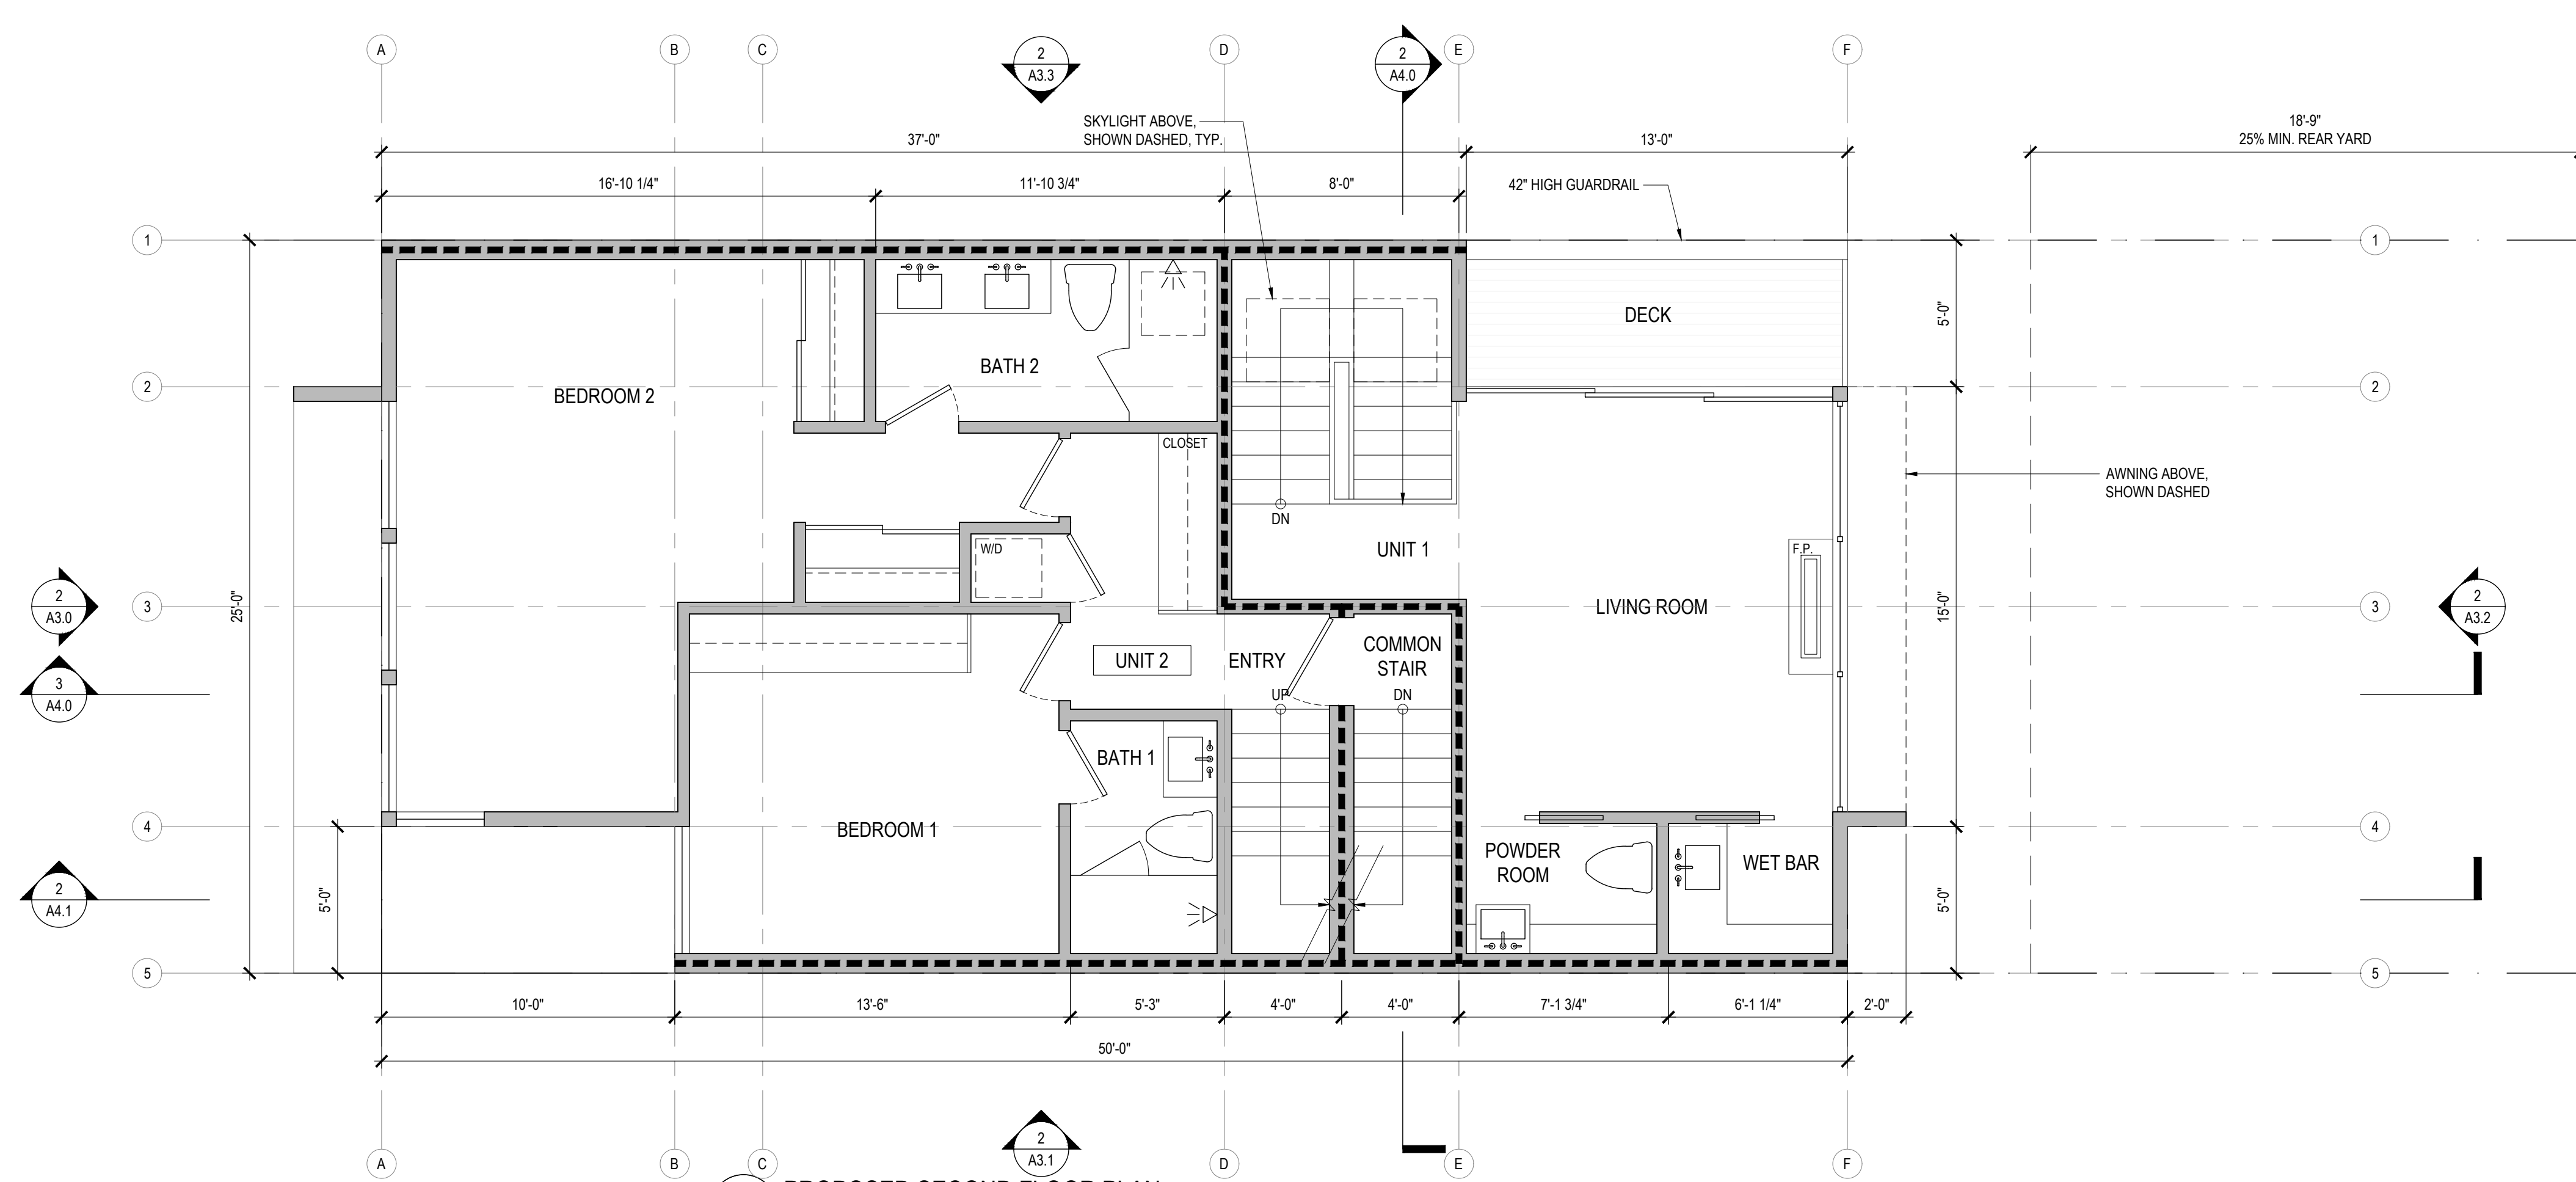 A
B
C
2
A3.3
D
2
A4.0
E
F
SKYLIGHT ABOVE,
SHOWN DASHED, TYP.
37'-0"
13'-0"
18'-9"
25% MIN. REAR YARD
16'-10 1/4"
11'-10 3/4"
8'-0"
42" HIGH GUARDRAIL
1
1
DECK
5'-0"
BATH 2
2
BEDROOM 2
2
CLOSET
AWNING ABOVE,
SHOWN DASHED
DN
W/D
UNIT 1
F.P.
2
A3.0
3
25'-0"
LIVING ROOM
15'-0"
3
2
A3.2
COMMON
STAIR
UNIT 2
ENTRY
3
A4.0
UP
DN
BATH 1
4
BEDROOM 1
4
POWDER
ROOM
WET BAR
2
A4.1
5'-0"
5'-0"
5
5
10'-0"
13'-6"
5'-3"
4'-0"
4'-0"
7'-1 3/4"
6'-1 1/4"
2'-0"
50'-0"
2
A3.1
A
B
C
D
E
F
PROPOSED SECOND FLOOR PLAN